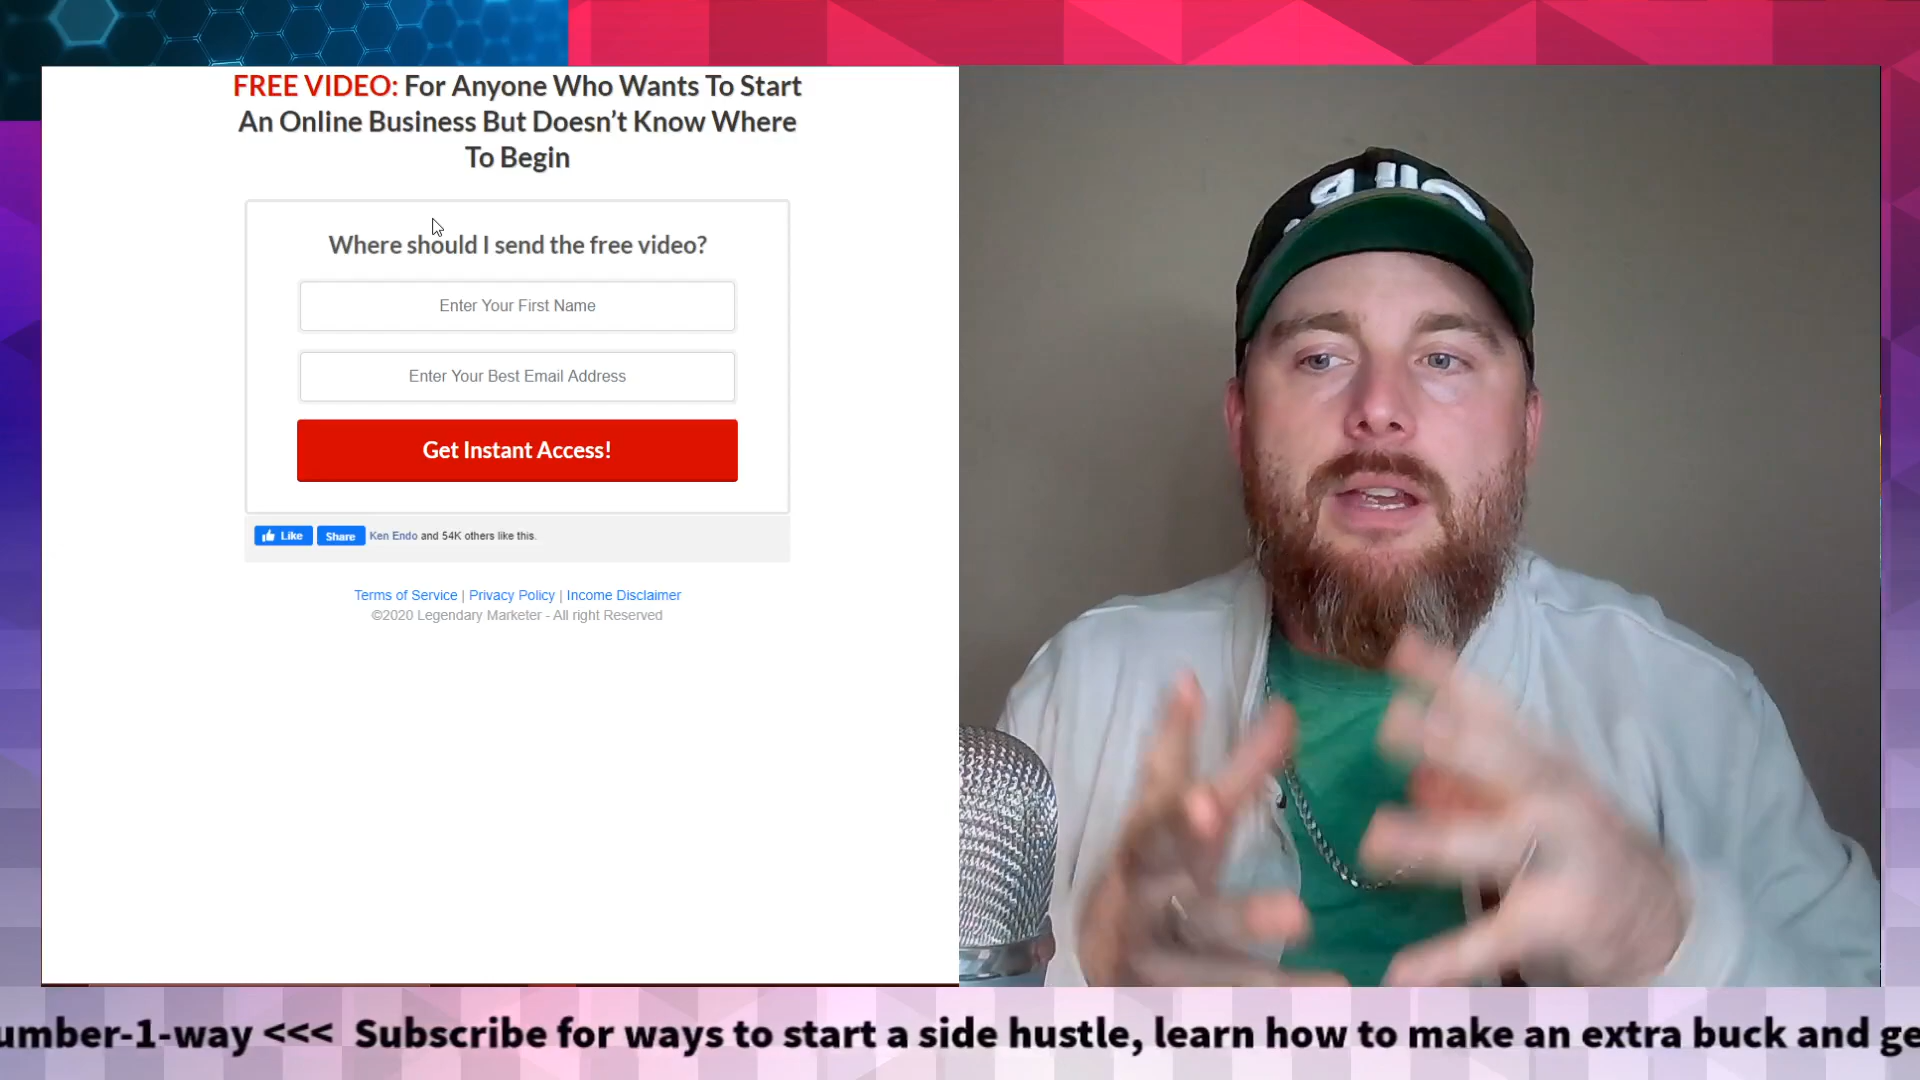 FREE VIDEO: For Anyone Who Wants To Start
An Online Business But Doesn’t Know Where
To Begin
Where should I send the free video?
Enter Your First Name
Enter Your Best Email Address
Get Instant Access!
Like Share Ken Endo and 54K others like this.
Terms of Service | Privacy Policy | Income Disclaimer
©2020 Legendary Marketer - All right Reserved
umber-1-way <<< Subscribe for ways to start a side hustle, learn how to make an extra buck and ge